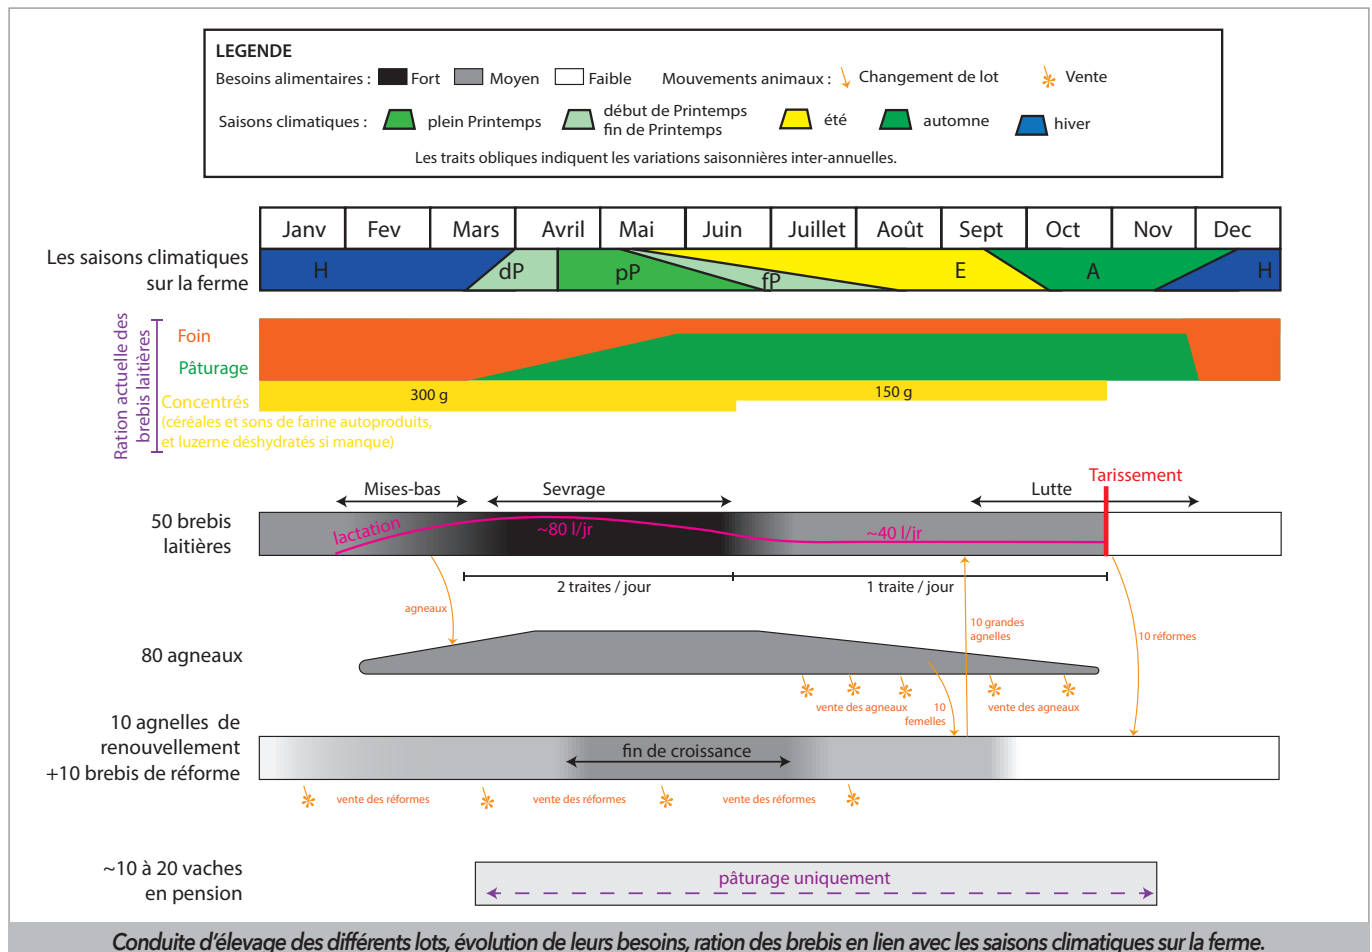 LEGENDE
Besoins alimentaires : Fort Moyen Faible Mouvements animaux : Changement de lot Vente
Saisons climatiques : plein Printemps début de Printemps
fin de Printemps été automne hiver
Les traits obliques indiquent les variations saisonnières inter-annuelles.
Janv Fev Mars Avril Mai Juin Juillet Août Sept Oct Nov Dec
Les saisons climatiques
sur la ferme
H dP pP fP E A H
Ration actuelle des
brebis laitières
Foin
Pâturage
Concentrés
(céréales et sons de farine autoproduits,
et luzerne déshydratés si manque)
300 g 150 g
Mises-bas Sevrage Lutte Tarissement
50 brebis
laitières
lactation ~80 l/jr ~40 l/jr
2 traites / jour 1 traite / jour
agneaux
10 grandes
agnelles
10 réformes
80 agneaux
vente des agneaux 10
femelles
vente des agneaux
10 agnelles de
renouvellement
+10 brebis de réforme
fin de croissance
vente des réformes vente des réformes vente des réformes
~10 à 20 vaches
en pension
pâturage uniquement
Conduite d'élevage des différents lots, évolution de leurs besoins, ration des brebis en lien avec les saisons climatiques sur la ferme.